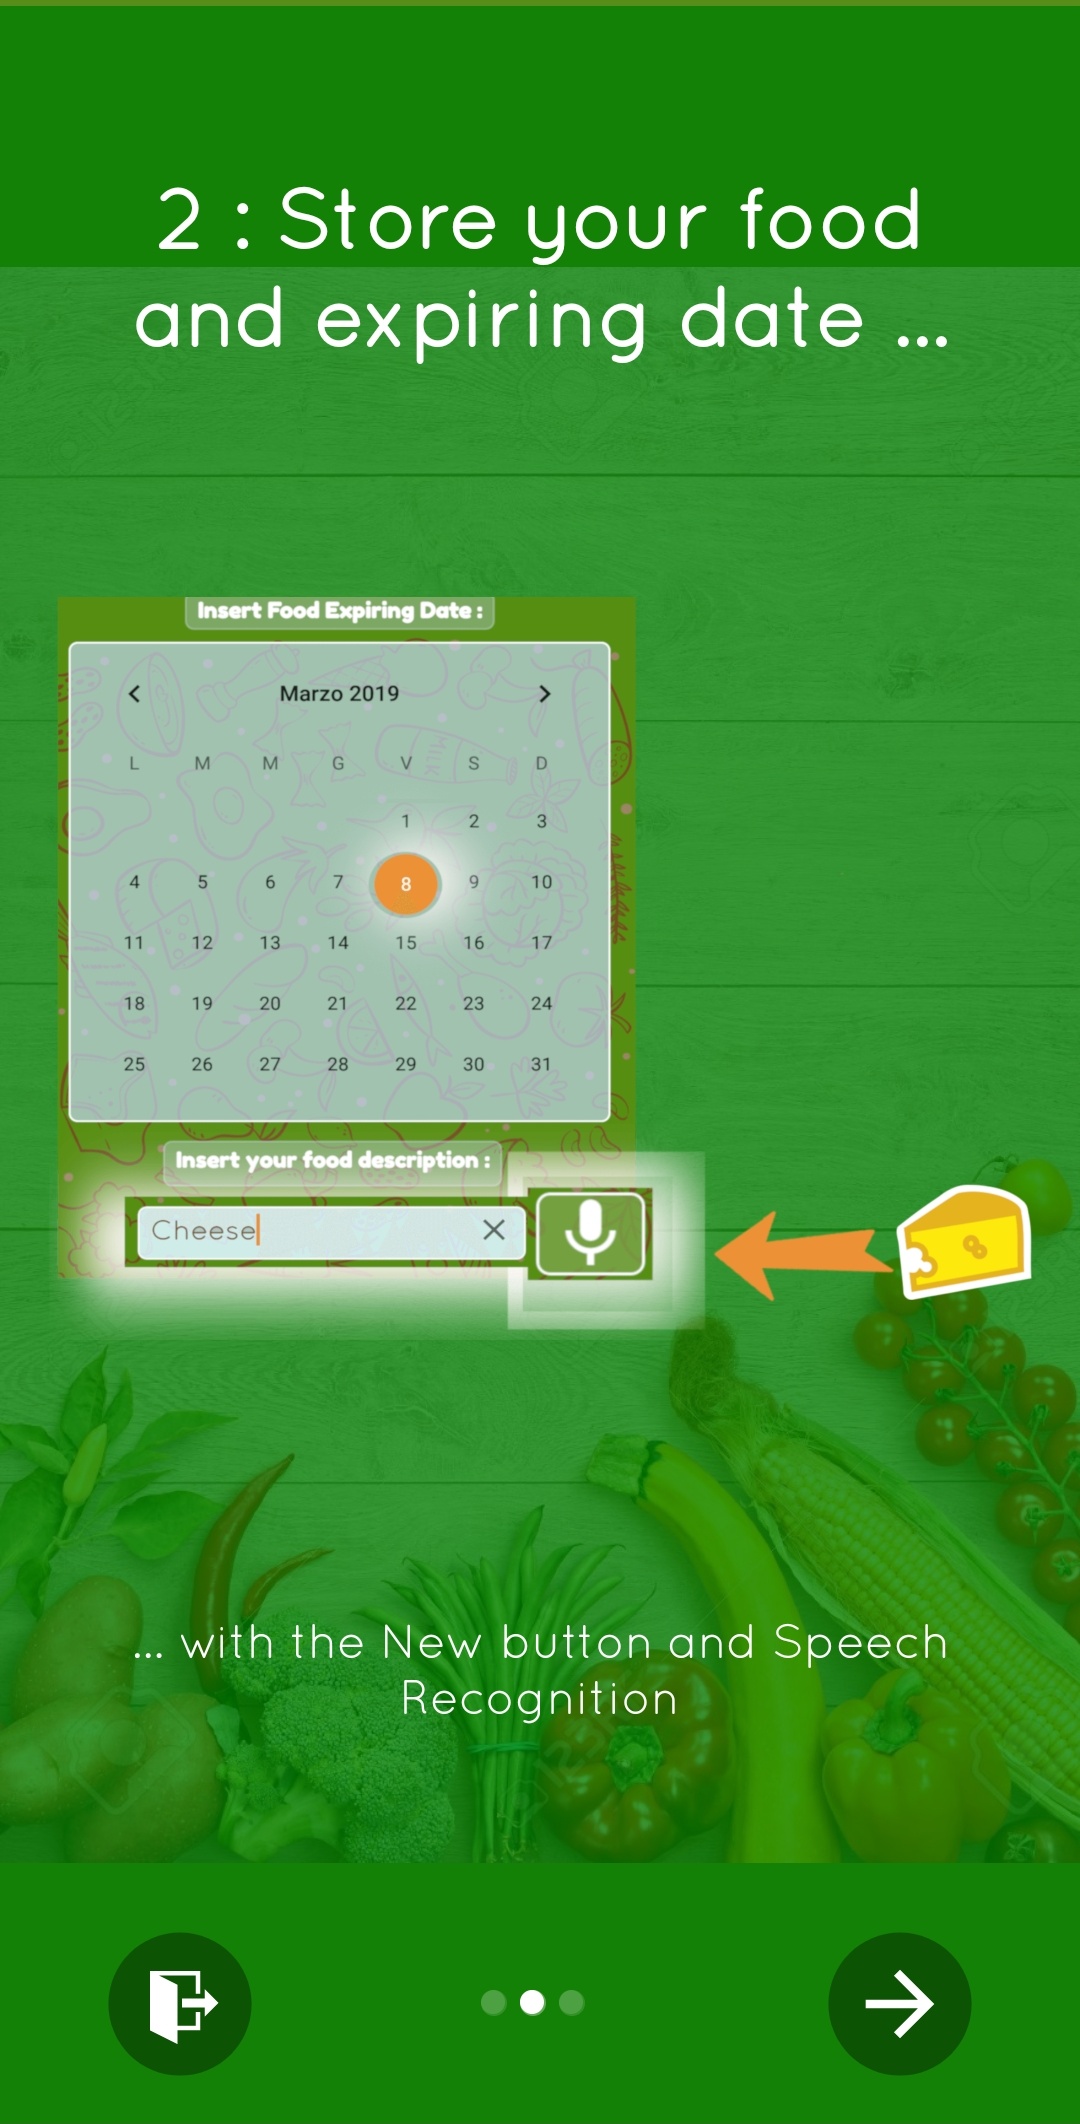 2 : Store your food
and expiring date ...
Insert Food Expiring Date :
Marzo 2019
L M M G V S D
1 2 3
4 5 6 7 8 9 10
11 12 13 14 15 16 17
18 19 20 21 22 23 24
25 26 27 28 29 30 31
Insert your food description :
Cheese
... with the New button and Speech
Recognition